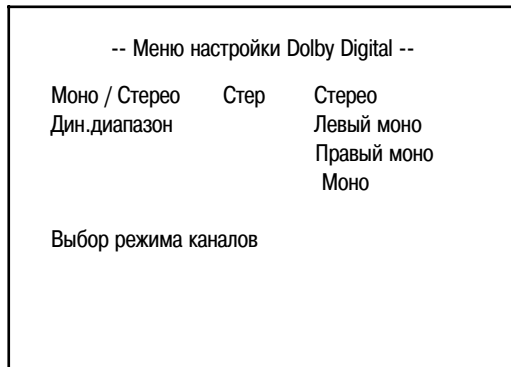 -- Меню настройки Dolby Digital --
Моно / Стерео Стер Стерео
Дин.диапазон Левый моно
Правый моно
Моно
Выбор режима каналов